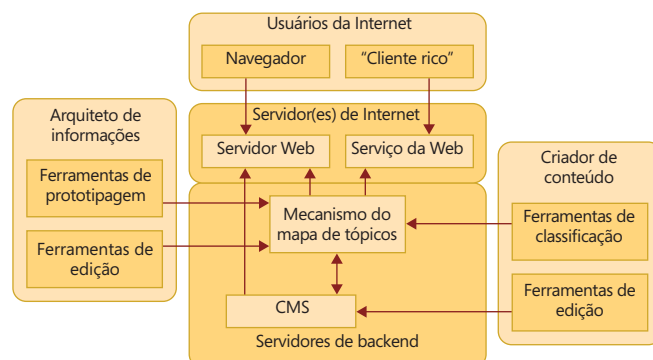 Usuários da Internet
Navegador
“Cliente rico”
Servidor(es) de Internet
Servidor Web
Serviço da Web
Arquiteto de
informações
Ferramentas de
prototipagem
Ferramentas de
edição
Mecanismo do
mapa de tópicos
CMS
Servidores de backend
Criador de
conteúdo
Ferramentas de
classificação
Ferramentas de
edição